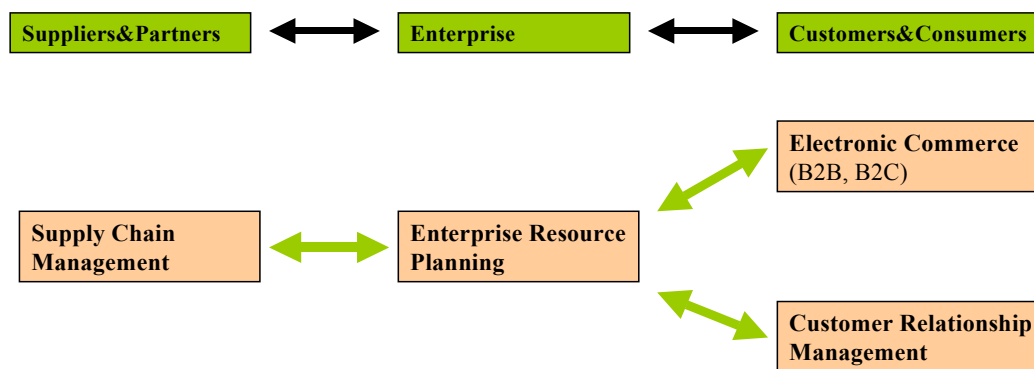 Suppliers&Partners
Enterprise
Customers&Consumers
Electronic Commerce
(B2B, B2C)
Supply Chain
Management
Enterprise Resource
Planning
Customer Relationship
Management